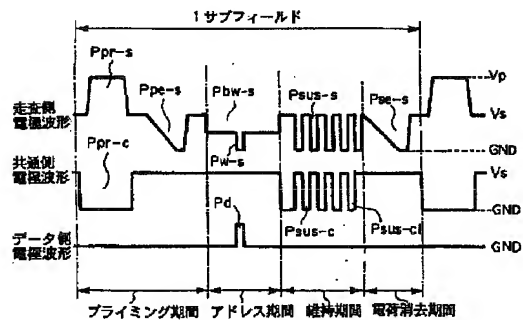 1サブフィールド
Ppr-s
Vp
Ppe-s
Pbw-s
Psus-s
Pse-s
走査側
電極波形
Vs
Pw-s
GND
Ppr-c
共通側
電極波形
Vs
Pd
Psus-c
Psus-cl
GND
データ側
電極波形
GND
プライミング期間
アドレス期間
維持期間
電荷消去期間